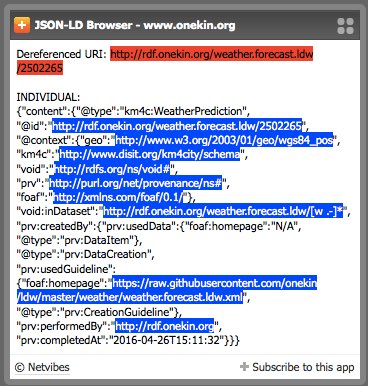 JSON-LD Browser - www.onekin.org
Dereferenced URI: http://rdf.onekin.org/weather.forecast.ldw
/2502265
INDIVIDUAL:
{"content":{"@type":"km4c:WeatherPrediction",
"@id":"http://rdf.onekin.org/weather.forecast.ldw/2502265",
"@context":{"geo":"http://www.w3.org/2003/01/geo/wgs84_pos",
"km4c":"http://www.disit.org/km4city/schema",
"void":"http://rdfs.org/ns/void#",
"prv":"http://purl.org/net/provenance/ns#",
"foaf":"http://xmlns.com/foaf/0.1/"},
"void:inDataset":"http://rdf.onekin.org/weather.forecast.ldw/[w .-]*",
"prv:createdBy":{"prv:usedData":{"foaf:homepage":"N/A",
"@type":"prv:DataItem"},
"@type":"prv:DataCreation",
"prv:usedGuideline":
{"foaf:homepage":"https://raw.githubusercontent.com/onekin
/ldw/master/weather/weather.forecast.ldw.xml",
"@type":"prv:CreationGuideline"},
"prv:performedBy":"http://rdf.onekin.org",
"prv:completedAt":"2016-04-26T15:11:32"}}}
© Netvibes
Subscribe to this app